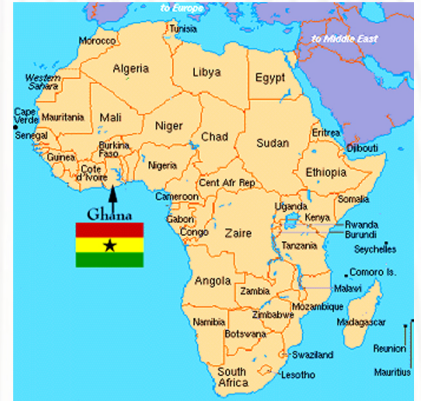 to Europe
to Middle East
Tunisia
Morocco
Algeria
Libya
Egypt
Western
Sahara
Cape
Verde
Mauritania
Mali
Niger
Chad
Sudan
Eritrea
Djibouti
Senegal
Guinea
Burkina
Faso
Cote
d'Ivoire
Nigeria
Cent Afr Rep
Ethiopia
Somalia
Cameroon
Ghana
Gabon
Congo
Zaire
Uganda
Kenya
Rwanda
Burundi
Tanzania
Seychelles
Comoro Is.
Angola
Zambia
Malawi
Mozambique
Zimbabwe
Madagascar
Namibia
Botswana
Reunion
Mauritius
Swaziland
Lesotho
South
Africa